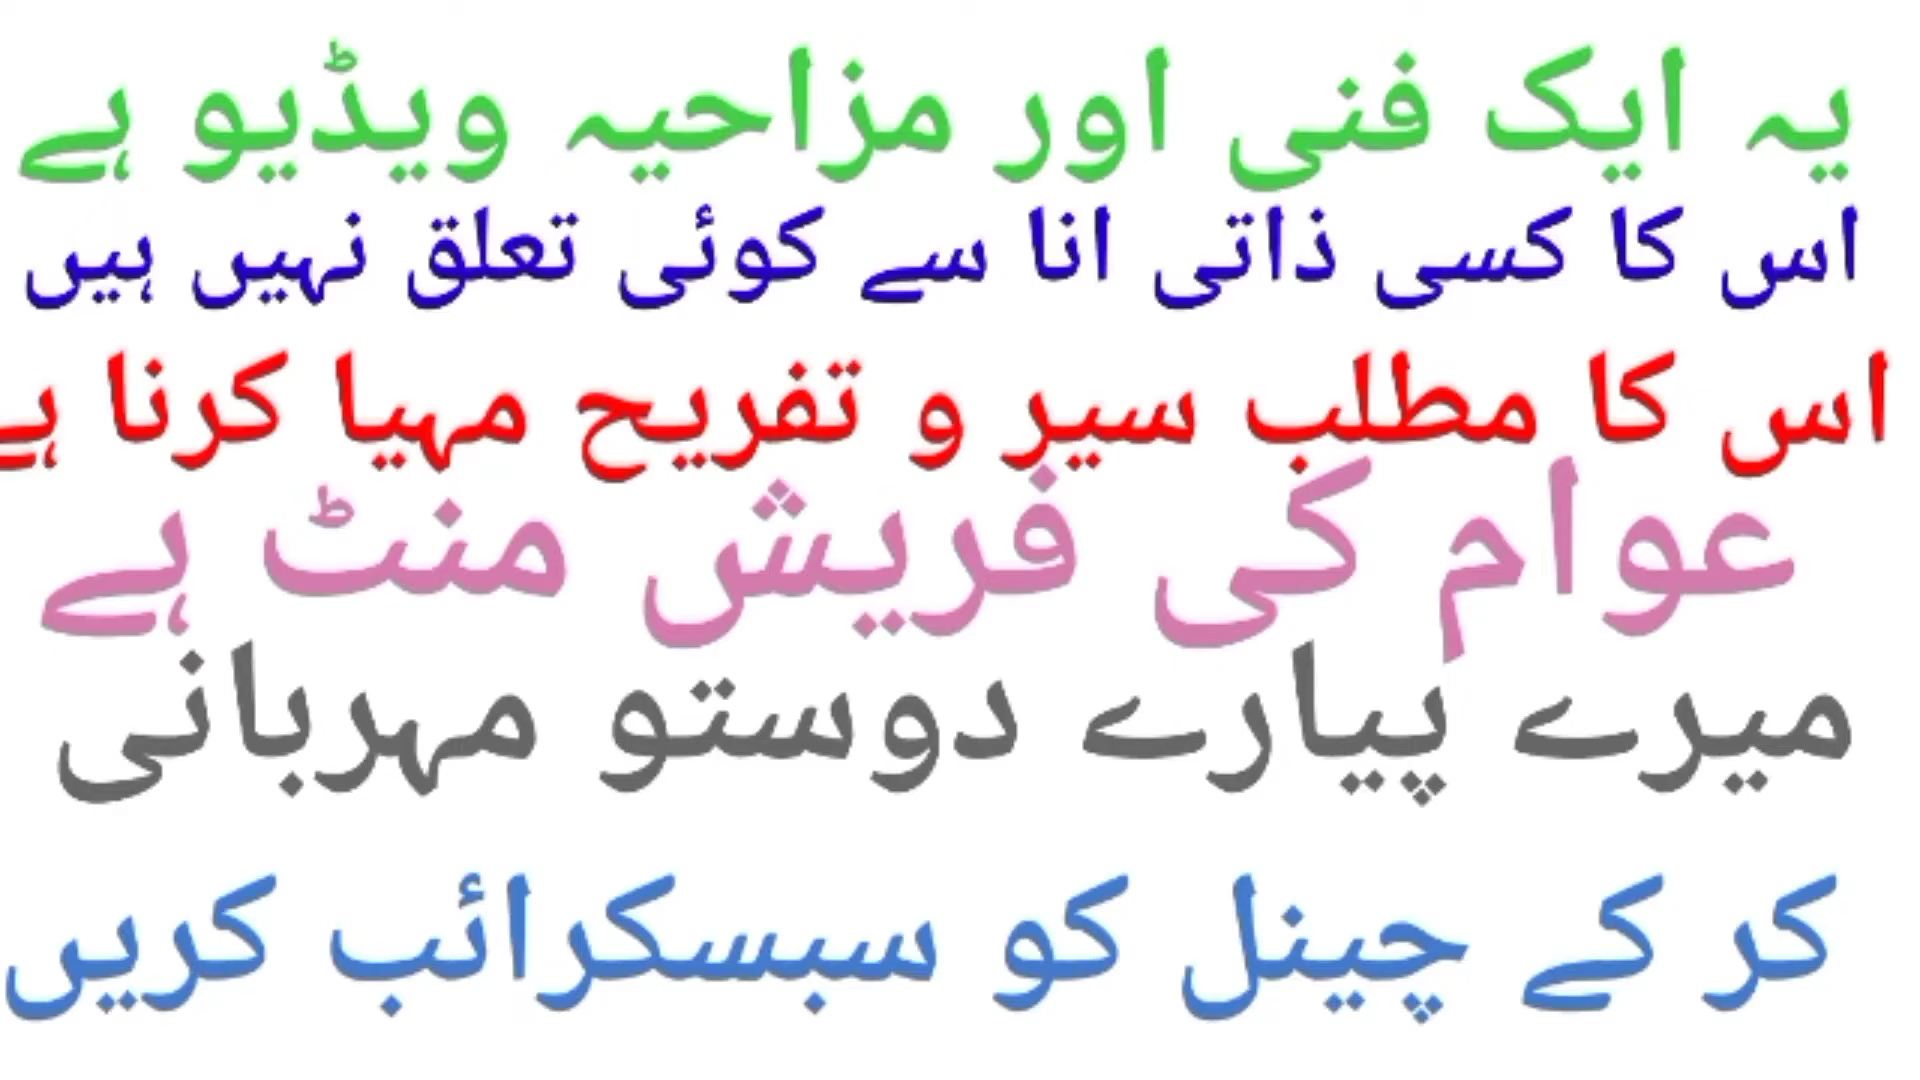 یہ ایک فنی اور مزاحیہ ویڈیو ہے
اس کا کسی ذاتی انا سے کوئی تعلق نہیں ہیں
اس کا مطلب سیر و تفریح مہیا کرنا ہے
عوام کی فریش منٹ ہے
میرے پیارے دوستو مہربانی
کر کے چینل کو سبسکرائب کریں